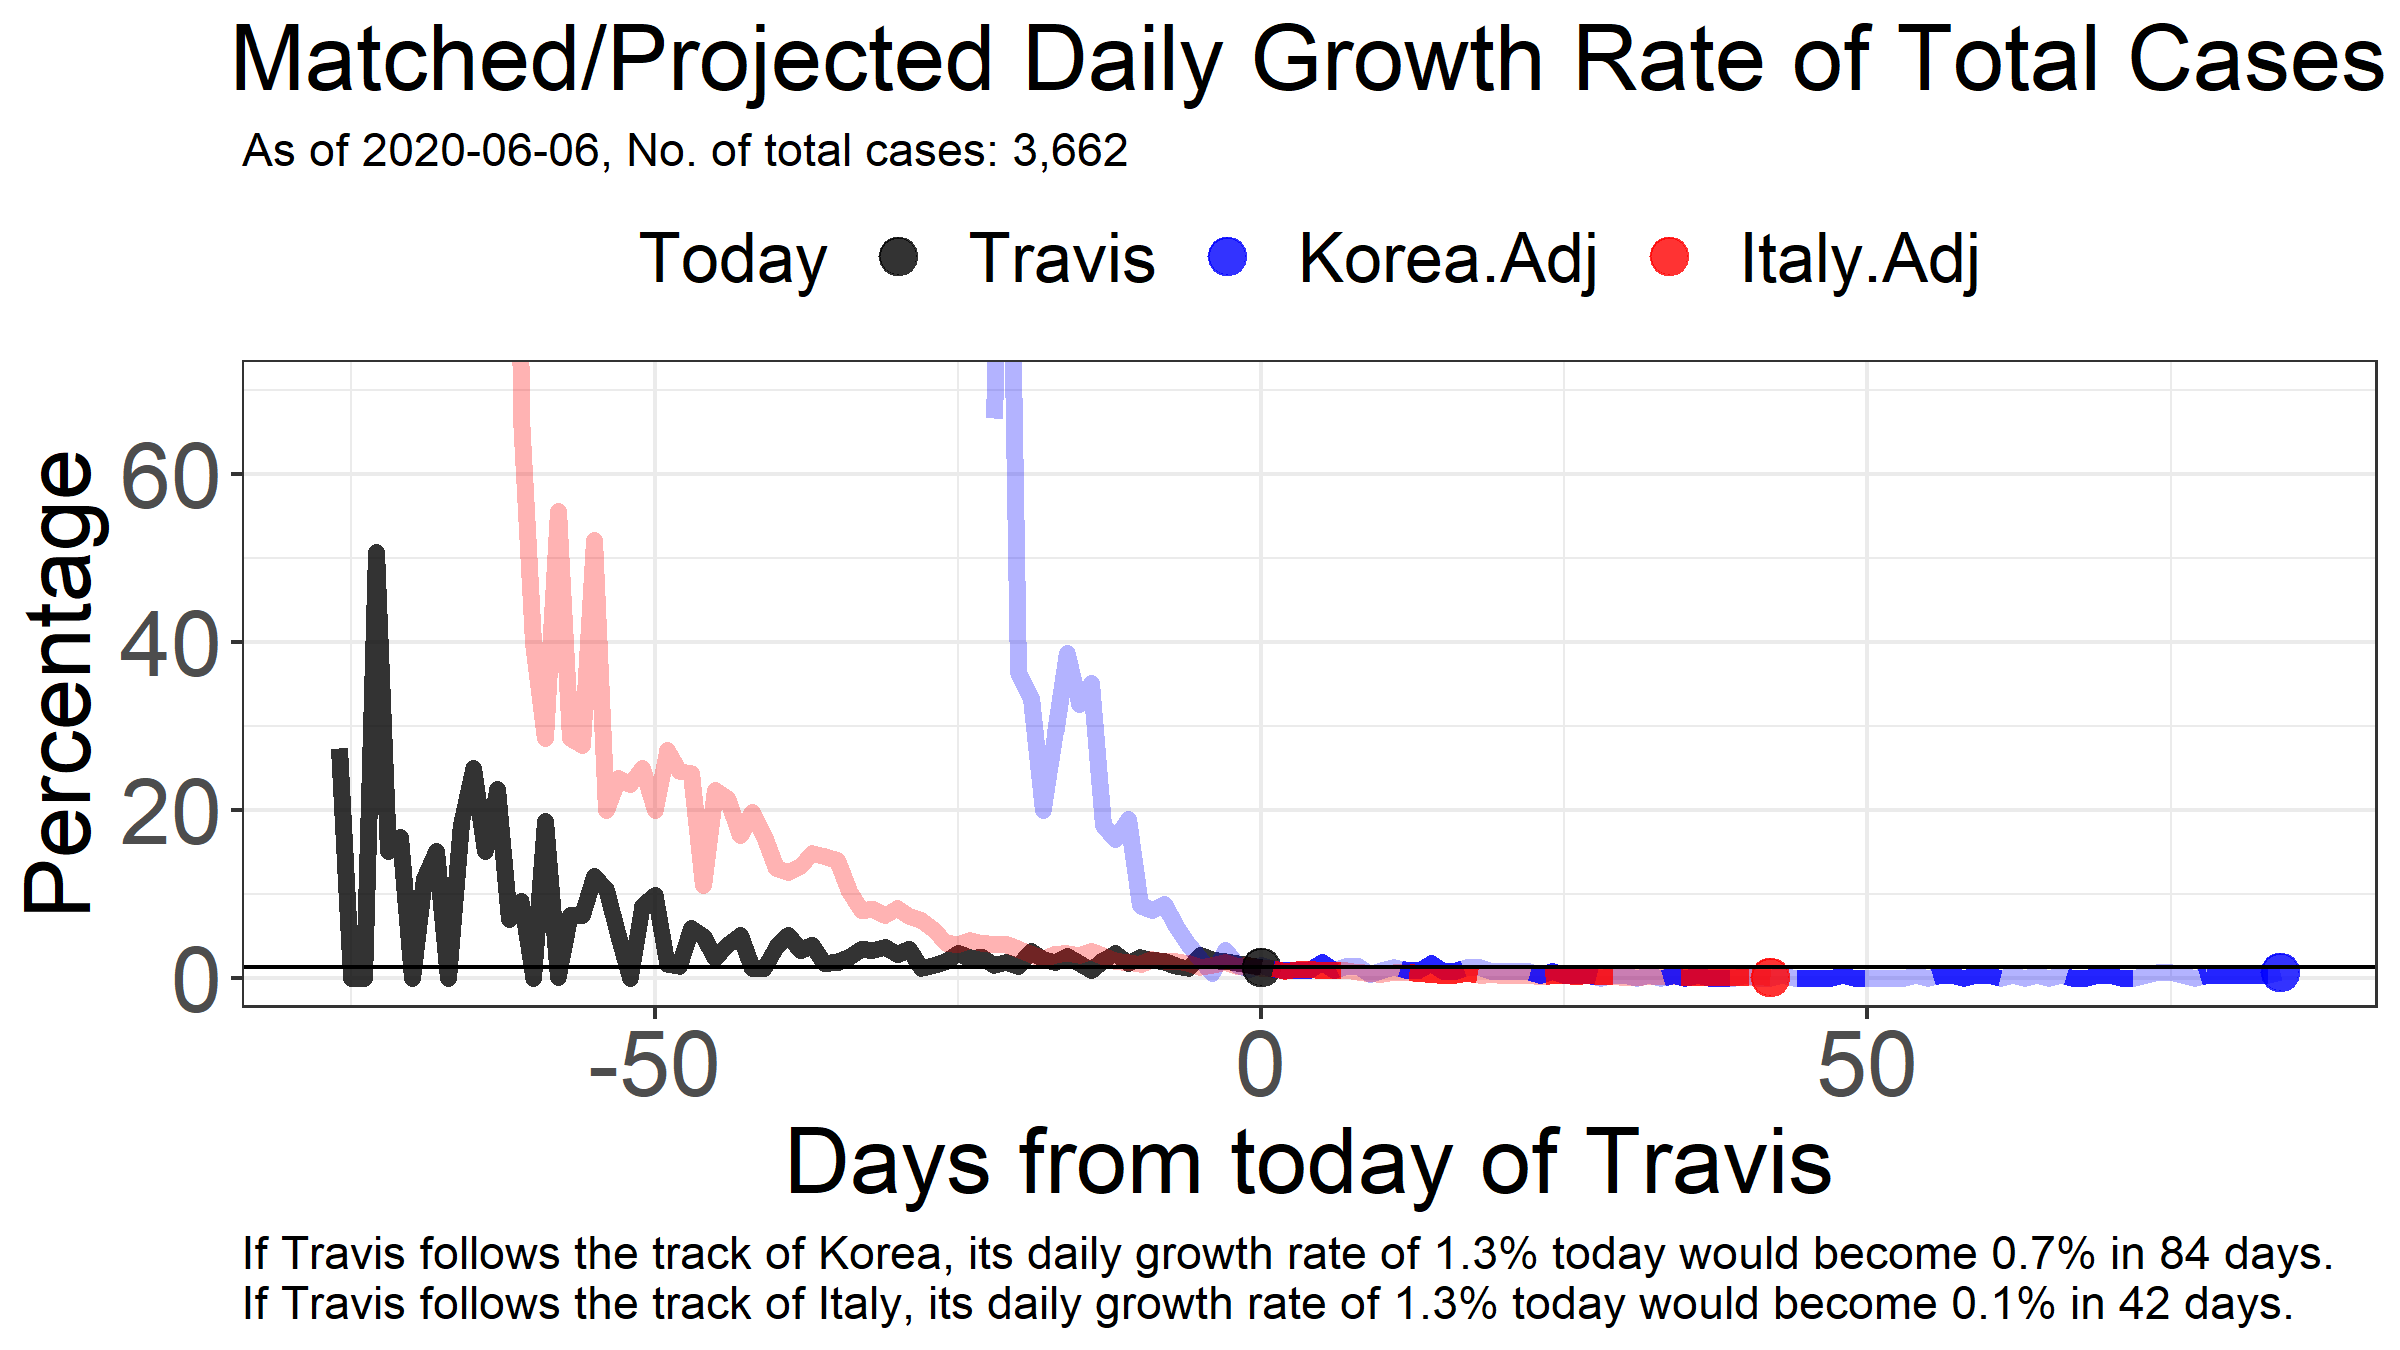 Matched/Projected Daily Growth Rate of Total Cases
As of 2020-06-06, No. of total cases: 3,662
Today Travis Korea.Adj Italy.Adj
Percentage
60
40
20
0
-50 0 50
Days from today of Travis
If Travis follows the track of Korea, its daily growth rate of 1.3% today would become 0.7% in 84 days.
If Travis follows the track of Italy, its daily growth rate of 1.3% today would become 0.1% in 42 days.